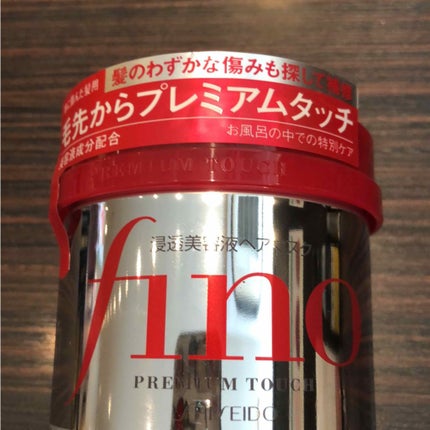 髪のわずかな傷みも探して補修
毛先からプレミアムタッチ
お風呂の中での特別ケア
成分配合
PREMIUM TOUCH
浸透美容液ヘアマスク
fino
PREMIUM TOUCH
SHISEIDO